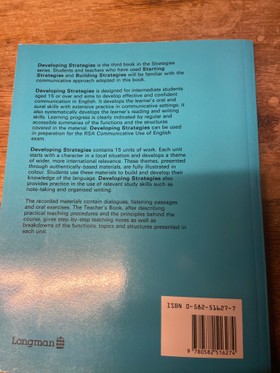 Developing Strategies is the third book in the Strategies
series. Students and teachers who have used Starting
Strategies and Building Strategies will be familiar with the
communicative approach adopted in this book.
Developing Strategies is designed for intermediate students
aged 15 or over and aims to develop effective and confident
communication in English. It develops the learner's oral and
aural skills with extensive practice in communicative settings; it
also systematically develops the learner's reading and writing
skills. Learning progress is clearly indicated by regular and
accessible summaries of the functions and the structures
covered in the material. Developing Strategies can be used
in preparation for the RSA Communicative Use of English
exam.
Developing Strategies contains 15 units of work. Each unit
starts with a character in a local situation and develops a theme
of wider, more international relevance. These themes, presented
through authentically-based materials, are fully illustrated in
colour. Students use these materials to build and develop their
knowledge of the language. Developing Strategies also
provides practice in the use of relevant study skills such as
note-taking and organised writing.
The recorded materials contain dialogues, listening passages
and oral exercises. The Teacher's Book, after describing
practical teaching procedures and the principles behind the
course, gives step-by-step teaching notes as well as
breakdowns of the functions, topics and structures presented in
each unit.
ISBN 0-582-51627-7
9 780582 516274
Longman